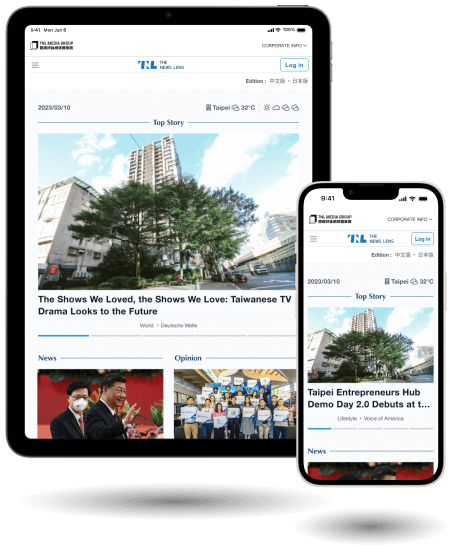 9:41 Mon Jun 6
100%
TNL MEDIA GROUP
關鍵評論網媒體集團
CORPORATE INFO
TNL THE NEWS LENS
Log in
Edition : 中文版 • 日本版
2023/03/10
Taipei 32°C
Top Story
The Shows We Loved, the Shows We Love: Taiwanese TV
Drama Looks to the Future
World • Deutsche Welle
News
Opinion
9:41
TNL MEDIA GROUP
關鍵評論網媒體集團
CORPORATE INFO
TNL THE NEWS LENS
Log in
Edition : 中文版 • 日本版
2023/03/10
Taipei 32°C
Top Story
Taipei Entrepreneurs Hub
Demo Day 2.0 Debuts at t...
Lifestyle • Voice of America
News